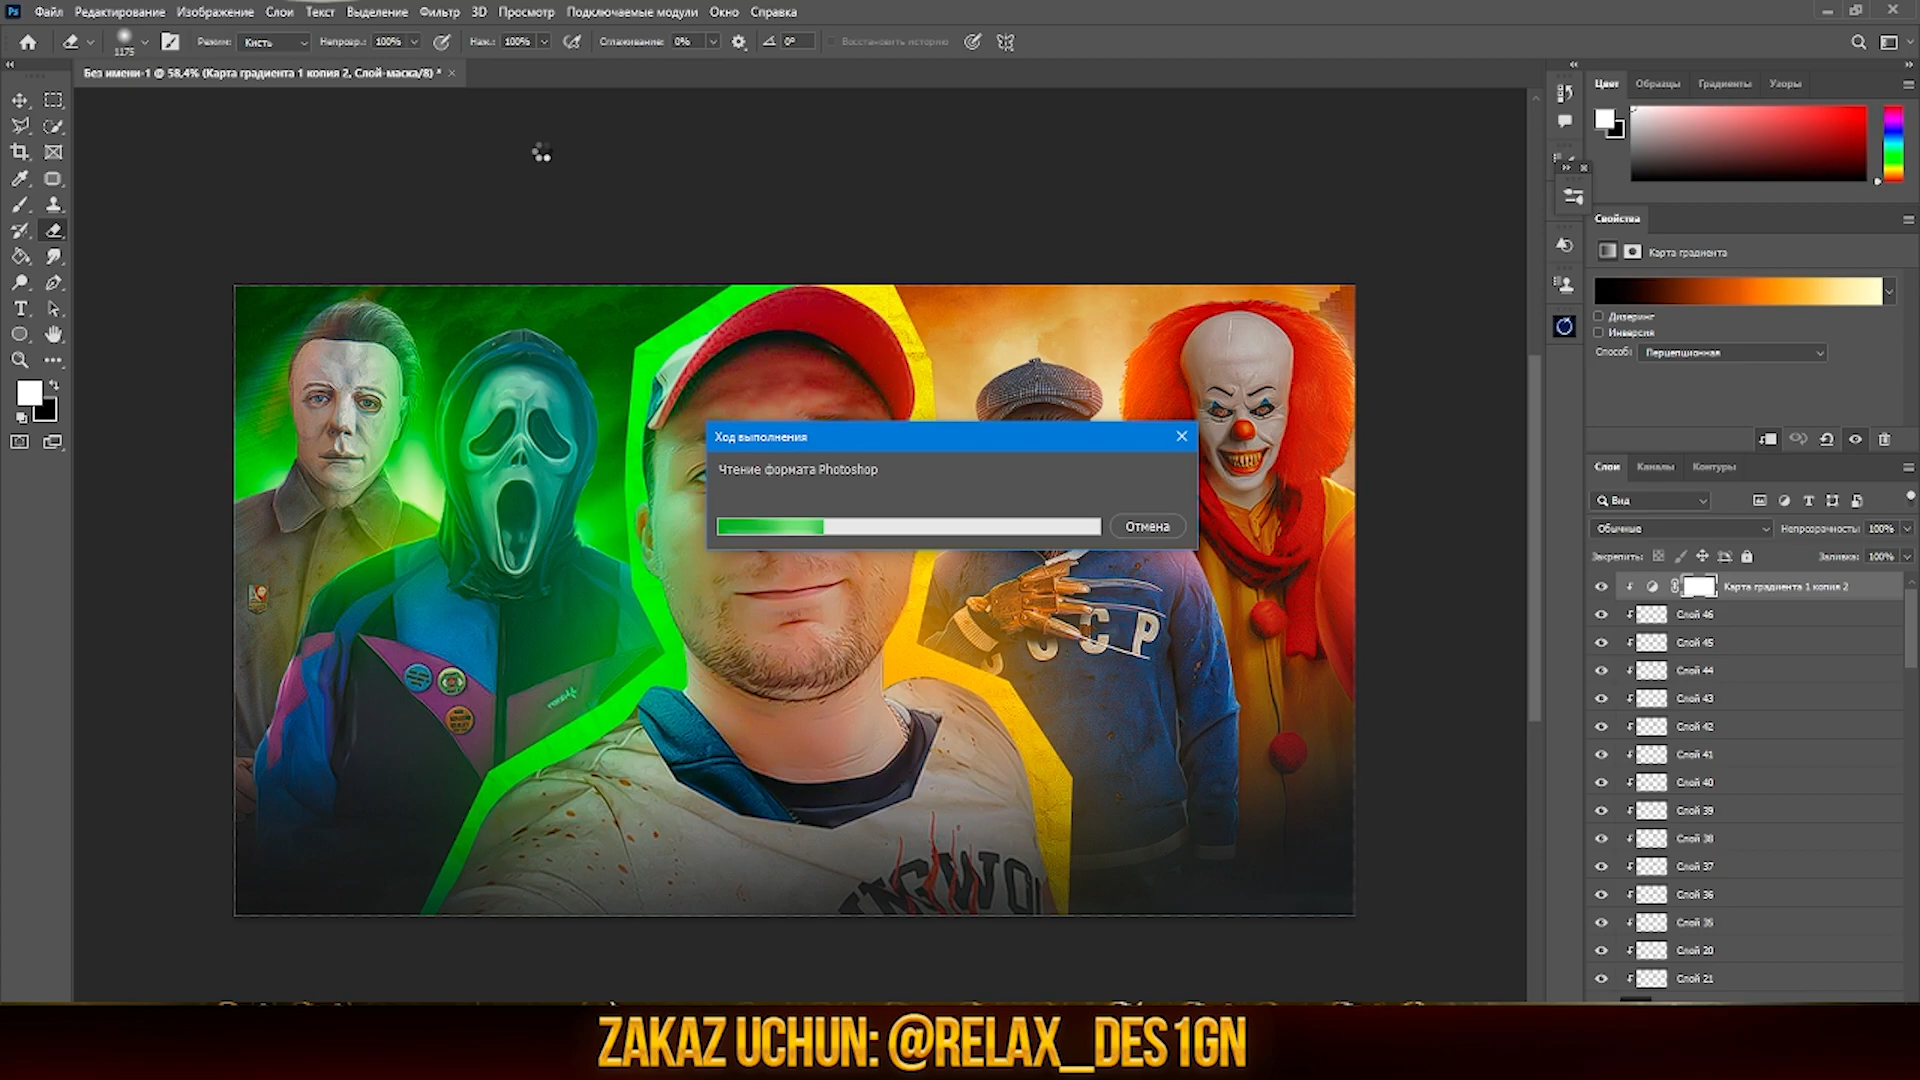 Ps Файл Редактирование Изображение Слои Текст Выделение Фильтр 3D Просмотр Подключаемые модули Окно Справка
1175 Режим: Кисть Непрозр.: 100% Наж.: 100% Сглаживание: 0% 0° Восстановить историю
Без имени-1 @ 58,4% (Карта градиента 1 копия 2, Слой-маска/8) *
Цвет Образцы Градиенты Узоры
Свойства
Карта градиента
Дизеринг
Инверсия
Способ: Перцепционная
Ход выполнения
Чтение формата Photoshop
Отмена
CCP
Слои Каналы Контуры
Вид
Обычные Непрозрачность: 100%
Закрепить: Заливка: 100%
Карта градиента 1 копия 2
Слой 46
Слой 45
Слой 44
Слой 43
Слой 42
Слой 41
Слой 40
Слой 39
Слой 38
Слой 37
Слой 36
Слой 35
Слой 20
Слой 21
ZAKAZ UCHUN: @RELAX_DES1GN